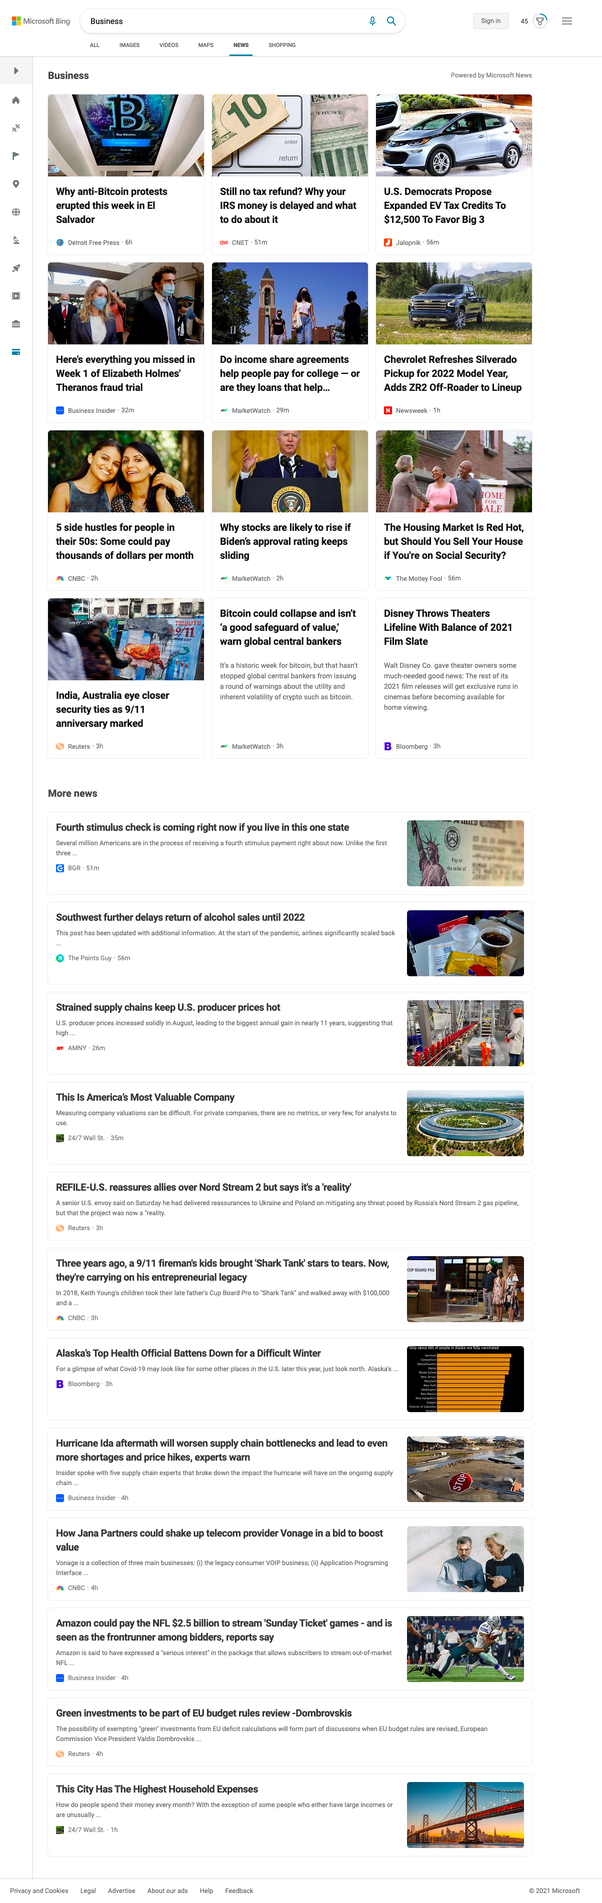 Microsoft Bing
Business
Sign in
45
ALL IMAGES VIDEOS MAPS NEWS SHOPPING
Business
Powered by Microsoft News
10
enter
return
Why anti-Bitcoin protests
erupted this week in El
Salvador
Detroit Free Press · 6h
Still no tax refund? Why your
IRS money is delayed and what
to do about it
CNET · 51m
U.S. Democrats Propose
Expanded EV Tax Credits To
$12,500 To Favor Big 3
Jalopnik · 56m
Here's everything you missed in
Week 1 of Elizabeth Holmes'
Theranos fraud trial
Business Insider · 32m
Do income share agreements
help people pay for college — or
are they loans that help…
MarketWatch · 29m
Chevrolet Refreshes Silverado
Pickup for 2022 Model Year,
Adds ZR2 Off-Roader to Lineup
Newsweek · 1h
HOME
FOR
SALE
5 side hustles for people in
their 50s: Some could pay
thousands of dollars per month
CNBC · 2h
Why stocks are likely to rise if
Biden's approval rating keeps
sliding
MarketWatch · 2h
The Housing Market Is Red Hot,
but Should You Sell Your House
if You're on Social Security?
The Motley Fool · 56m
9/11
India, Australia eye closer
security ties as 9/11
anniversary marked
Reuters · 3h
Bitcoin could collapse and isn't
'a good safeguard of value,'
warn global central bankers
It's a historic week for bitcoin, but that hasn't
stopped global central bankers from issuing
a round of warnings about the utility and
inherent volatility of crypto such as bitcoin.
MarketWatch · 3h
Disney Throws Theaters
Lifeline With Balance of 2021
Film Slate
Walt Disney Co. gave theater owners some
much-needed good news: The rest of its
2021 film releases will get exclusive runs in
cinemas before becoming available for
home viewing.
Bloomberg · 3h
More news
Fourth stimulus check is coming right now if you live in this one state
Several million Americans are in the process of receiving a fourth stimulus payment right about now. Unlike the first
three ...
BGR · 51m
Pay to
the order of
Southwest further delays return of alcohol sales until 2022
This post has been updated with additional information. At the start of the pandemic, airlines significantly scaled back
...
The Points Guy · 56m
Strained supply chains keep U.S. producer prices hot
U.S. producer prices increased solidly in August, leading to the biggest annual gain in nearly 11 years, suggesting that
high ...
AMNY · 26m
This Is America's Most Valuable Company
Measuring company valuations can be difficult. For private companies, there are no metrics, or very few, for analysts to
use.
24/7 Wall St. · 35m
REFILE-U.S. reassures allies over Nord Stream 2 but says it's a 'reality'
A senior U.S. envoy said on Saturday he had delivered reassurances to Ukraine and Poland on mitigating any threat posed by Russia's Nord Stream 2 gas pipeline,
but that the project was now a "reality.
Reuters · 3h
Three years ago, a 9/11 fireman's kids brought 'Shark Tank' stars to tears. Now,
they're carrying on his entrepreneurial legacy
In 2018, Keith Young's children took their late father's Cup Board Pro to "Shark Tank" and walked away with $100,000
and a ...
CNBC · 3h
CUP BOARD PRO
Alaska's Top Health Official Battens Down for a Difficult Winter
For a glimpse of what Covid-19 may look like for some other places in the U.S. later this year, just look north. Alaska's ...
Bloomberg · 3h
Hurricane Ida aftermath will worsen supply chain bottlenecks and lead to even
more shortages and price hikes, experts warn
Insider spoke with five supply chain experts that broke down the impact the hurricane will have on the ongoing supply
chain ...
Business Insider · 4h
STOP
How Jana Partners could shake up telecom provider Vonage in a bid to boost
value
Vonage is a collection of three main businesses: (i) the legacy consumer VOIP business; (ii) Application Programing
Interface ...
CNBC · 4h
Amazon could pay the NFL $2.5 billion to stream 'Sunday Ticket' games - and is
seen as the frontrunner among bidders, reports say
Amazon is said to have expressed a "serious interest" in the package that allows subscribers to stream out-of-market
NFL ...
Business Insider · 4h
Green investments to be part of EU budget rules review -Dombrovskis
The possibility of exempting "green" investments from EU deficit calculations will form part of discussions when EU budget rules are revised, European
Commission Vice President Valdis Dombrovskis ...
Reuters · 4h
This City Has The Highest Household Expenses
How do people spend their money every month? With the exception of some people who either have large incomes or
are unusually ...
24/7 Wall St. · 1h
Privacy and Cookies Legal Advertise About our ads Help Feedback
© 2021 Microsoft